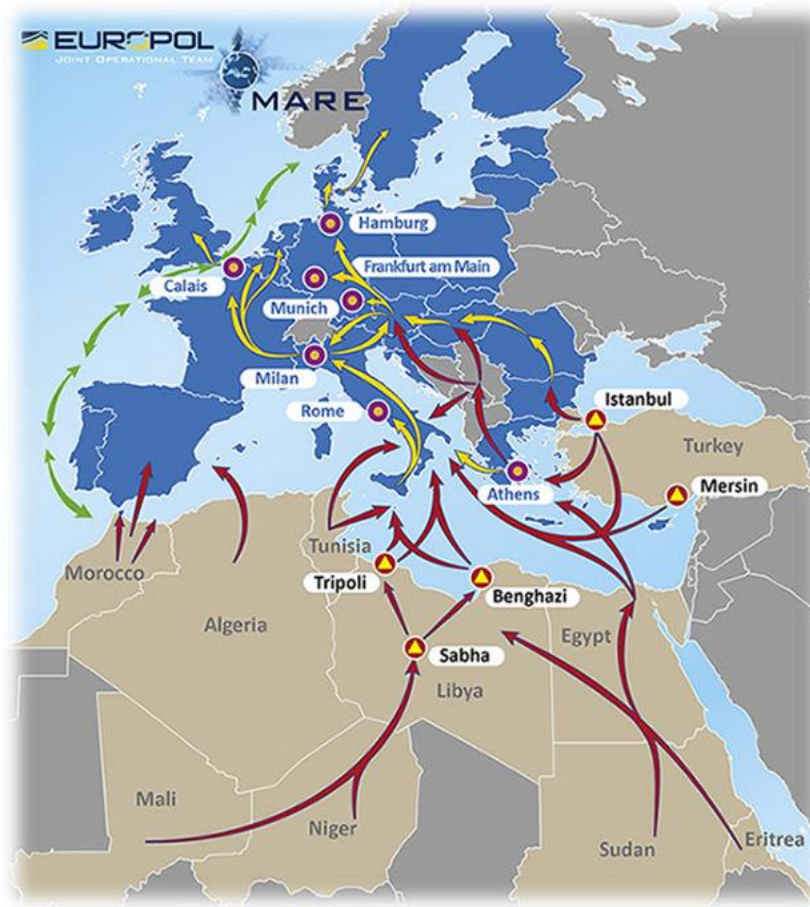 EUROPOL
JOINT OPERATIONAL TEAM
MARE
Hamburg
Frankfurt am Main
Calais
Munich
Milan
Rome
Istanbul
Turkey
Athens
Mersin
Tunisia
Morocco
Tripoli
Benghazi
Algeria
Egypt
Sabha
Libya
Mali
Niger
Sudan
Eritrea